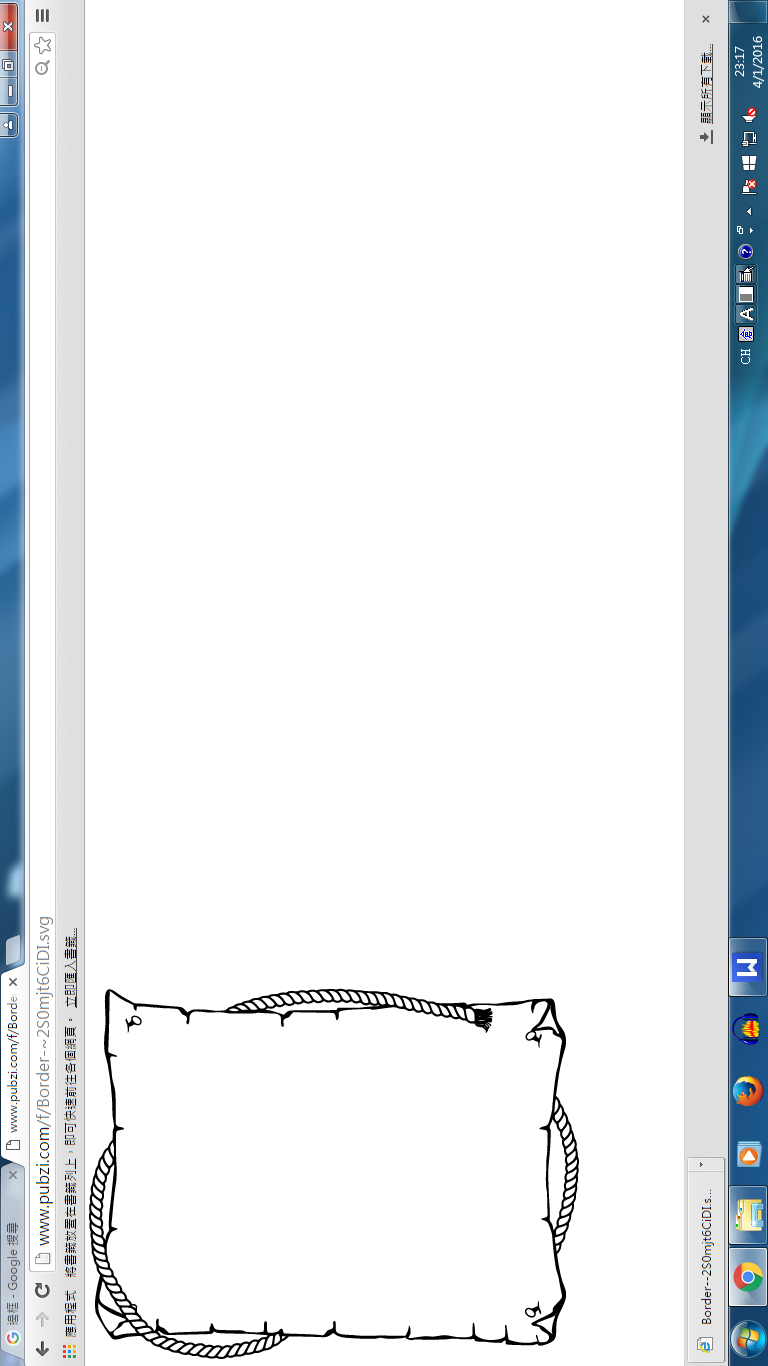 邊框 - Google 搜尋
www.pubzi.com/f/Borde
www.pubzi.com/f/Border--~2S0mjt6CiDI.svg
應用程式 將書籤放置在書籤列上，即可快速前往各個網頁。 立即匯入書籤...
Border--2S0mjt6CiDI.s...
顯示所有下載...
CH
A
23:17
4/1/2016